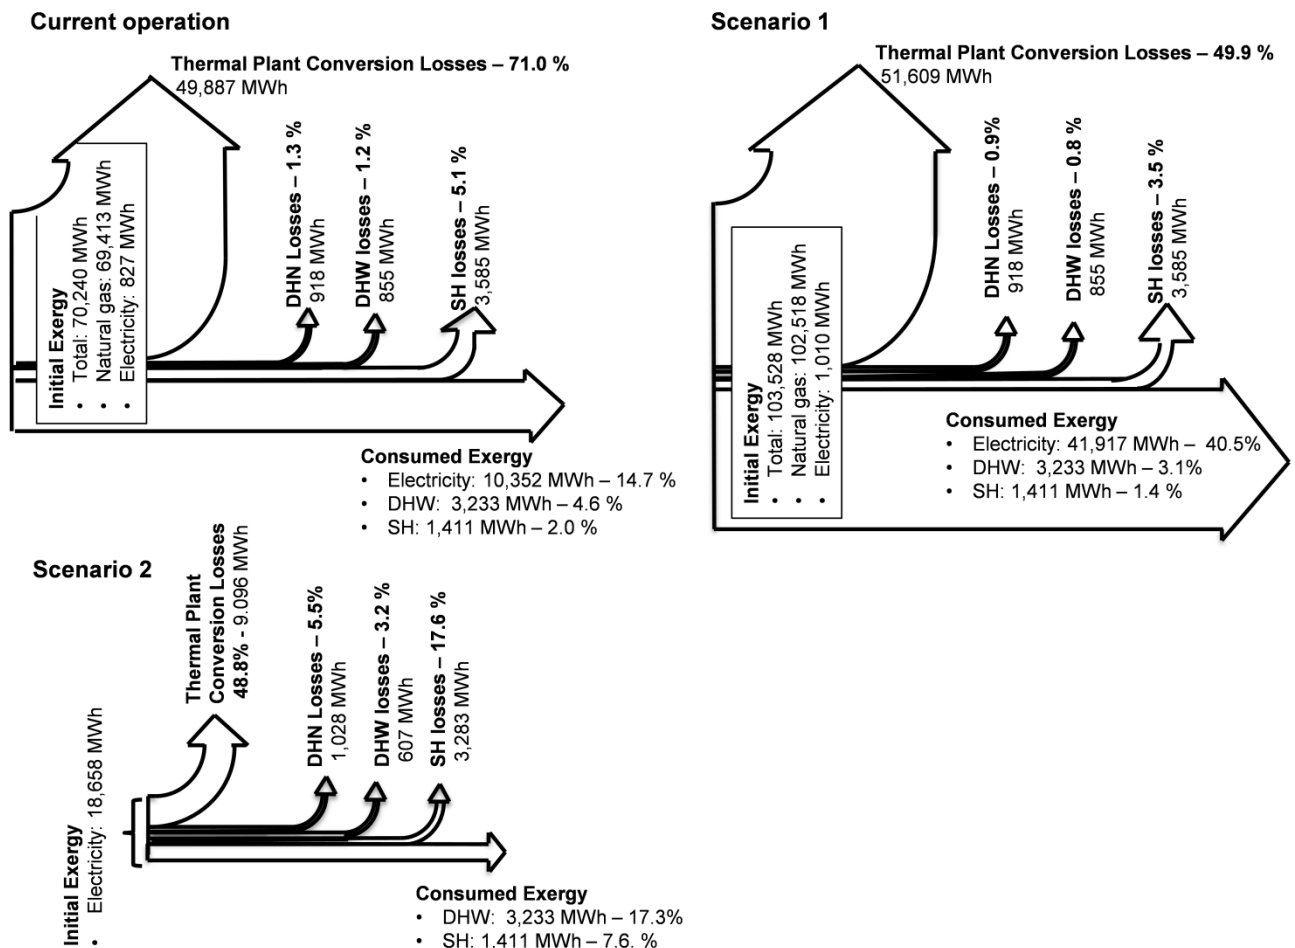 Current operation
Thermal Plant Conversion Losses – 71.0 %
49,887 MWh
Initial Exergy
• Total: 70,240 MWh
• Natural gas: 69,413 MWh
• Electricity: 827 MWh
DHN Losses – 1.3 %
918 MWh
DHW losses – 1.2 %
855 MWh
SH losses – 5.1 %
3,585 MWh
Consumed Exergy
• Electricity: 10,352 MWh – 14.7 %
• DHW: 3,233 MWh – 4.6 %
• SH: 1,411 MWh – 2.0 %
Scenario 1
Thermal Plant Conversion Losses – 49.9 %
51,609 MWh
Initial Exergy
• Total: 103,528 MWh
• Natural gas: 102,518 MWh
• Electricity: 1,010 MWh
DHN Losses – 0.9%
918 MWh
DHW losses – 0.8 %
855 MWh
SH losses – 3.5 %
3,585 MWh
Consumed Exergy
• Electricity: 41,917 MWh – 40.5%
• DHW: 3,233 MWh – 3.1%
• SH: 1,411 MWh – 1.4 %
Scenario 2
Initial Exergy
• Electricity: 18,658 MWh
Thermal Plant
Conversion Losses
48.8% - 9.096 MWh
DHN Losses – 5.5%
1,028 MWh
DHW losses – 3.2 %
607 MWh
SH losses – 17.6 %
3,283 MWh
Consumed Exergy
• DHW: 3,233 MWh – 17.3%
• SH: 1,411 MWh – 7.6. %